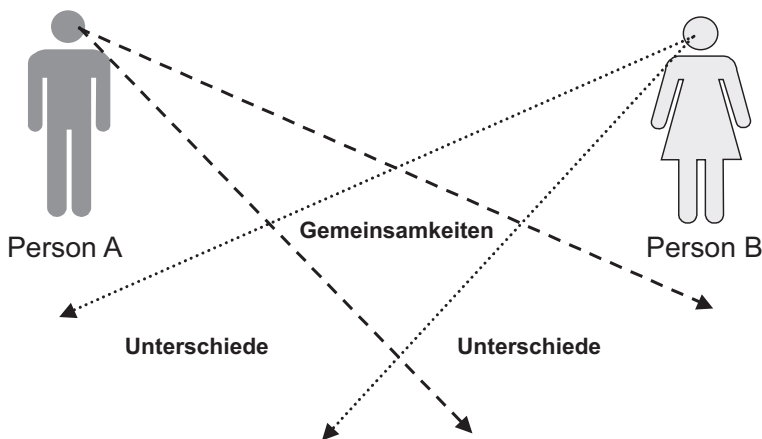 Gemeinsamkeiten
Person A
Person B
Unterschiede
Unterschiede